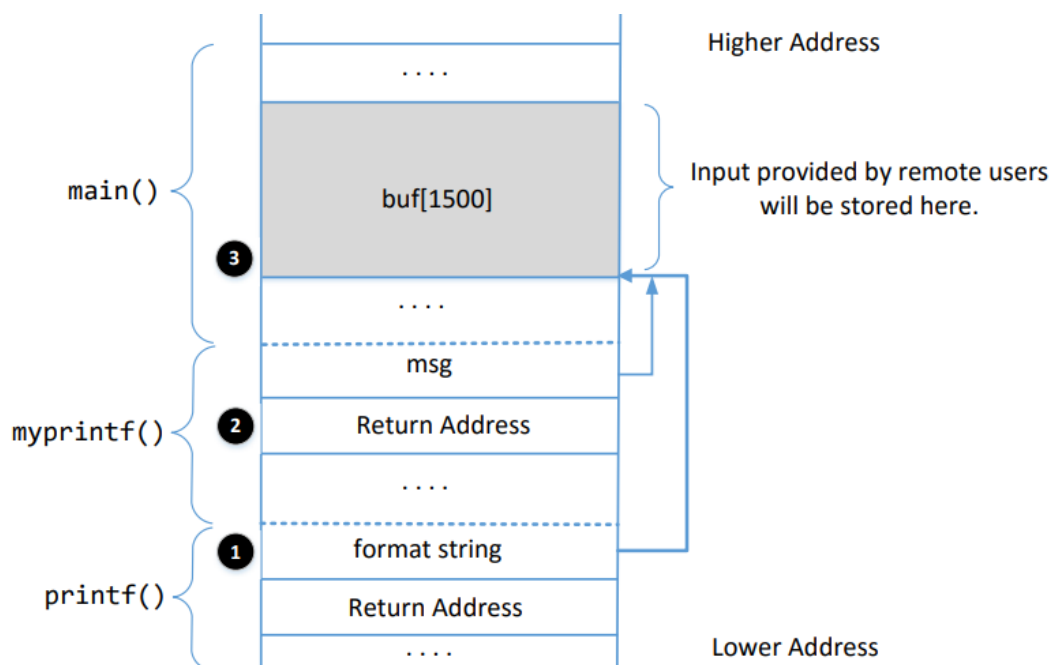 Higher Address
. . . .
main()
buf[1500]
Input provided by remote users
will be stored here.
3
. . . .
msg
myprintf()
2
Return Address
. . . .
1
format string
printf()
Return Address
. . . .
Lower Address